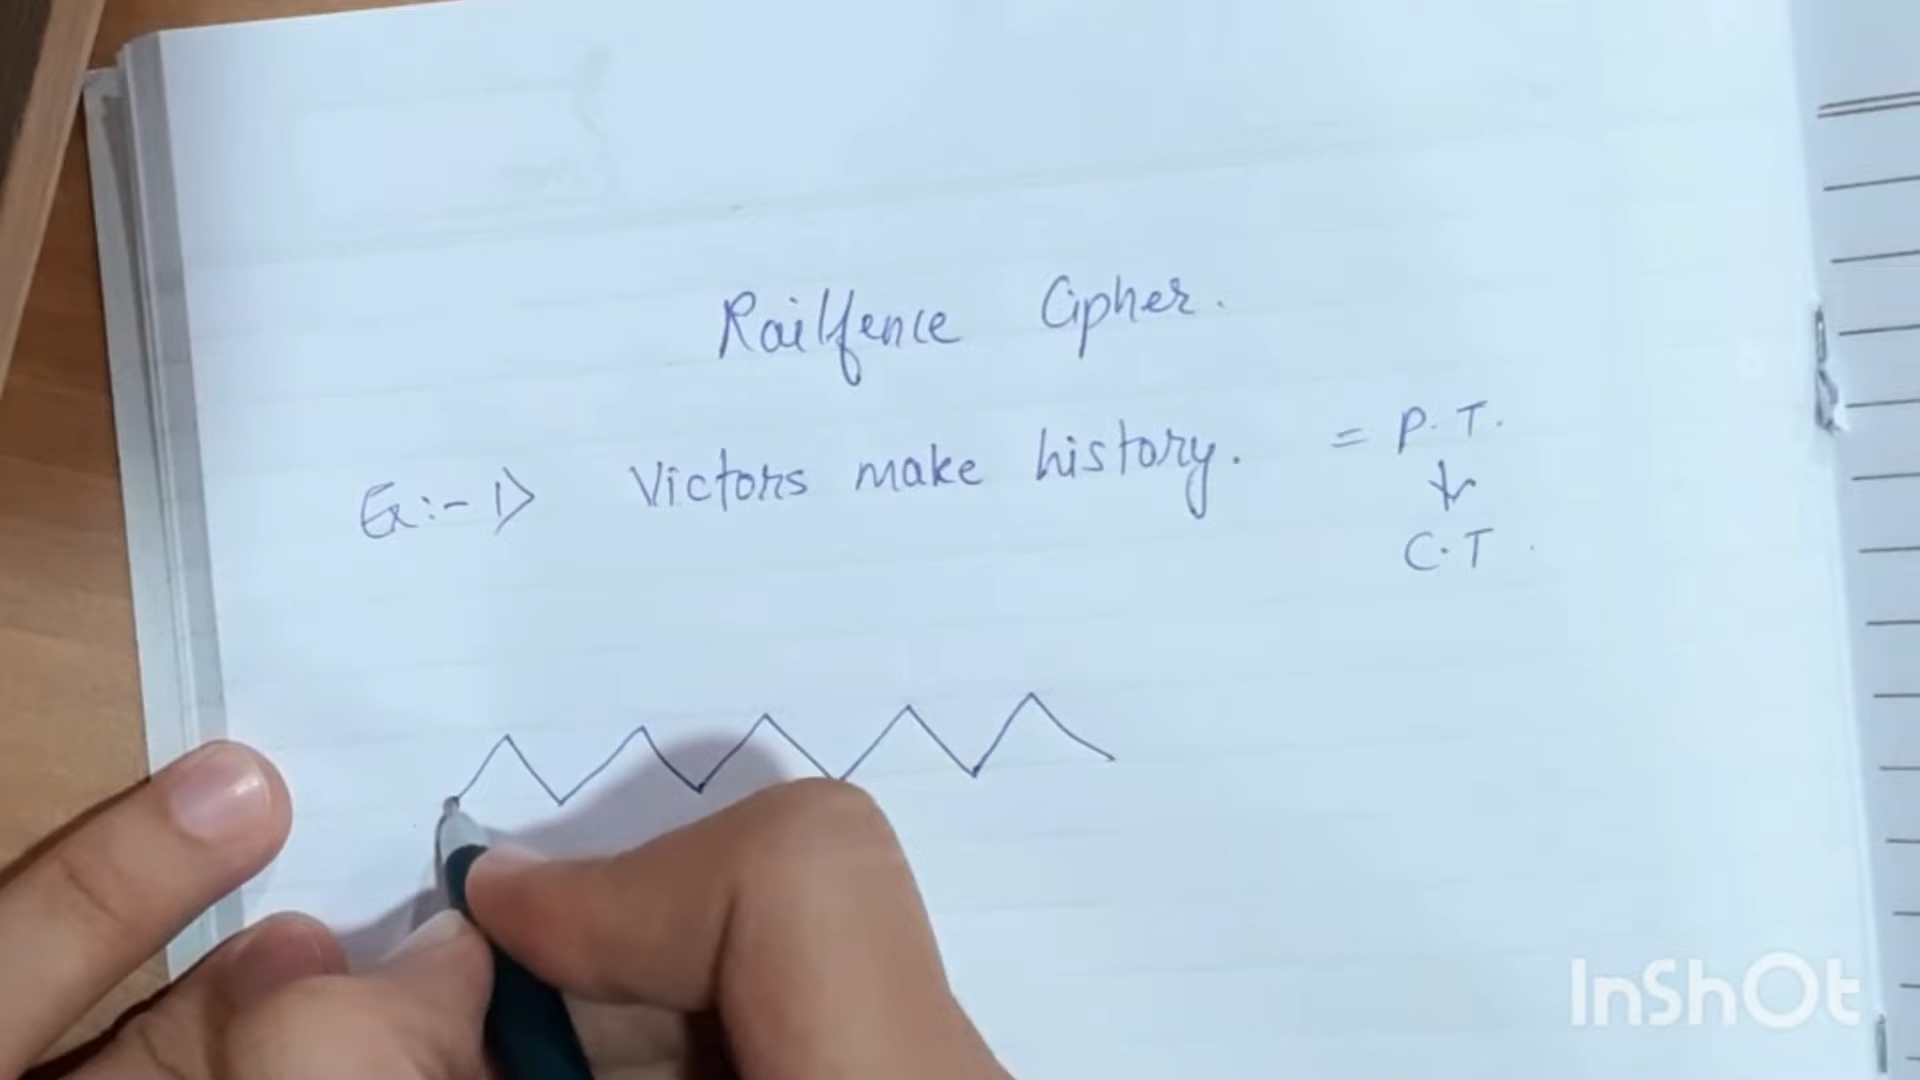 Railfence Cipher.
Ex:- 1> Victors make history. = P.T.
C.T.
InShOt